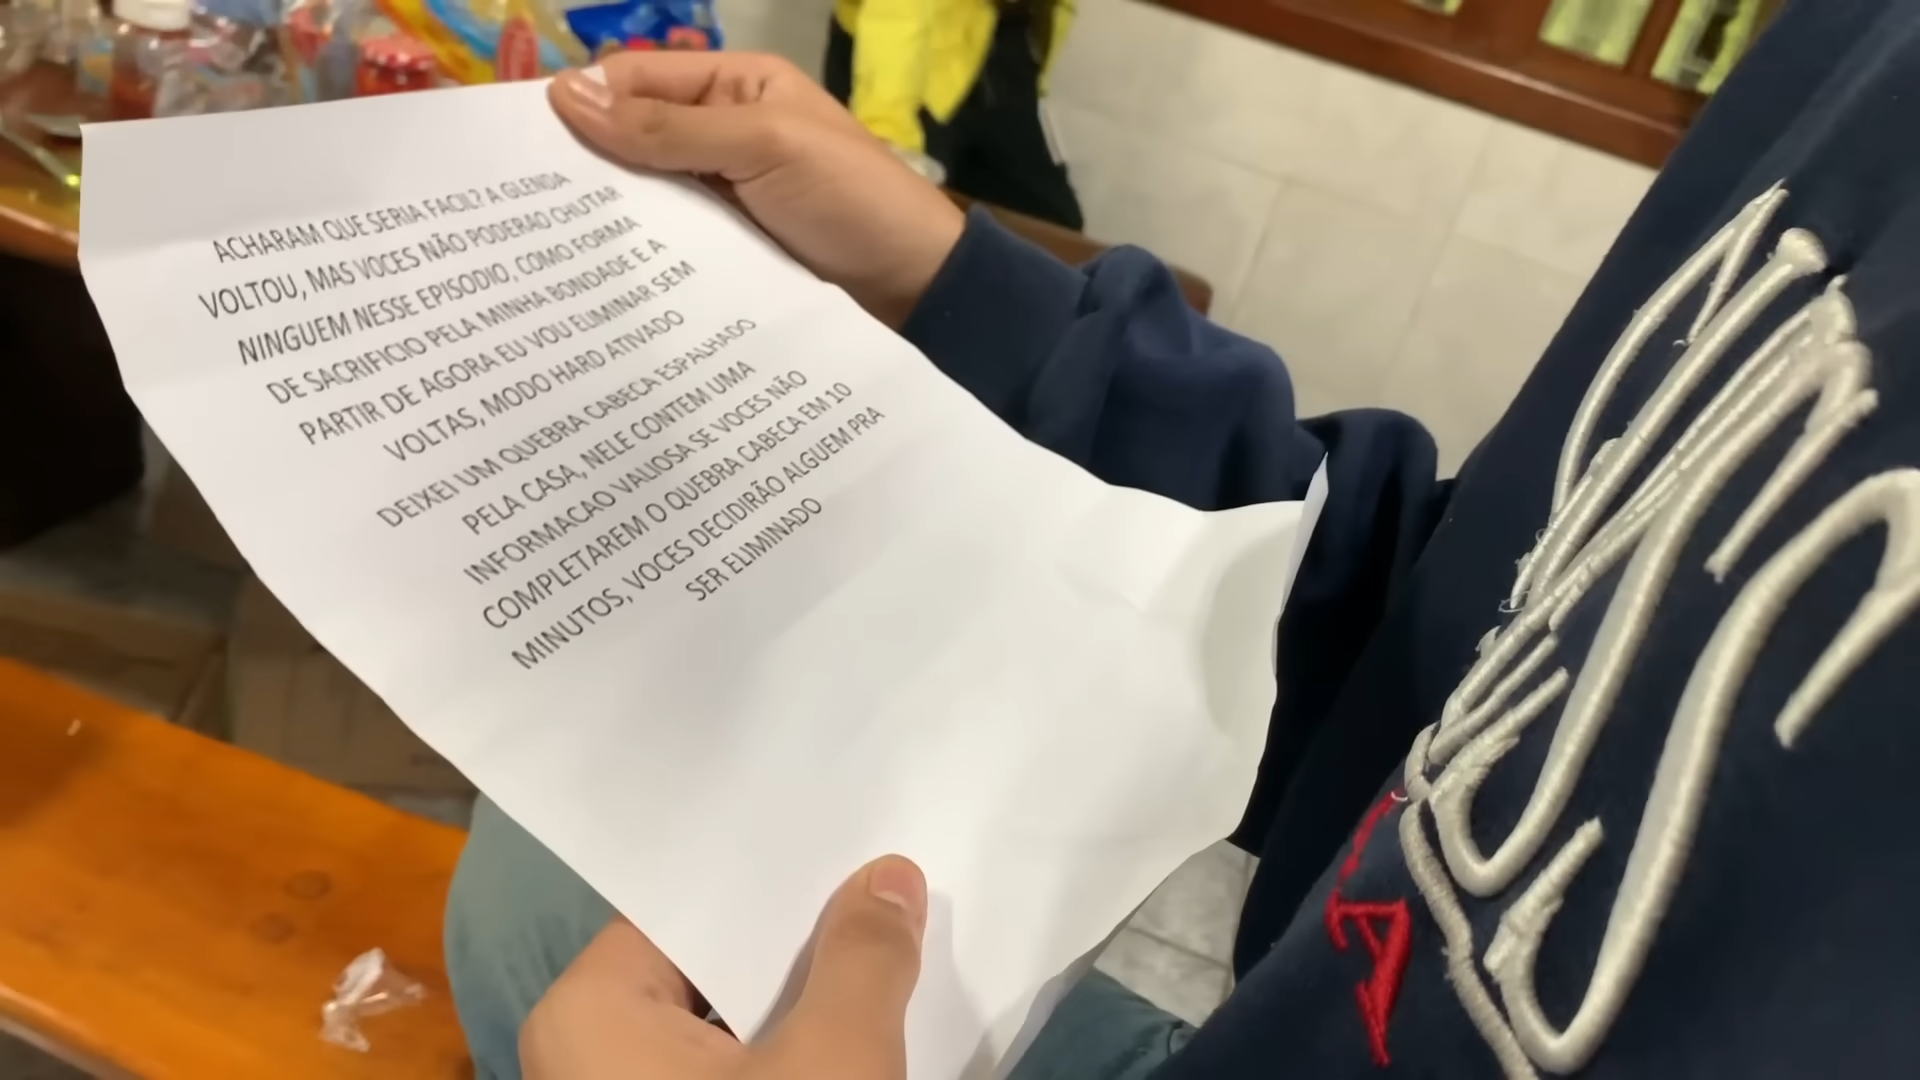 ACHARAM QUE SERIA FACIL? A GLENDA
VOLTOU, MAS VOCES NÃO PODERAO CHUTAR
NINGUEM NESSE EPISODIO, COMO FORMA
DE SACRIFICIO PELA MINHA BONDADE E A
PARTIR DE AGORA EU VOU ELIMINAR SEM
VOLTAS, MODO HARD ATIVADO
DEIXEI UM QUEBRA CABECA ESPALHADO
PELA CASA, NELE CONTEM UMA
INFORMACAO VALIOSA SE VOCES NÃO
COMPLETAREM O QUEBRA CABECA EM 10
MINUTOS, VOCES DECIDIRÃO ALGUEM PRA
SER ELIMINADO